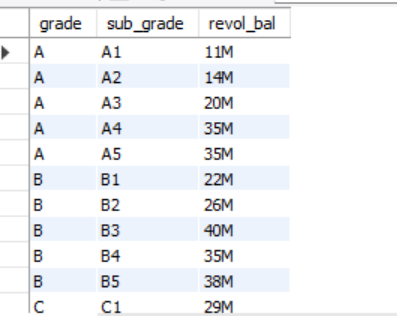 grade sub_grade revol_bal
A A1 11M
A A2 14M
A A3 20M
A A4 35M
A A5 35M
B B1 22M
B B2 26M
B B3 40M
B B4 35M
B B5 38M
C C1 29M